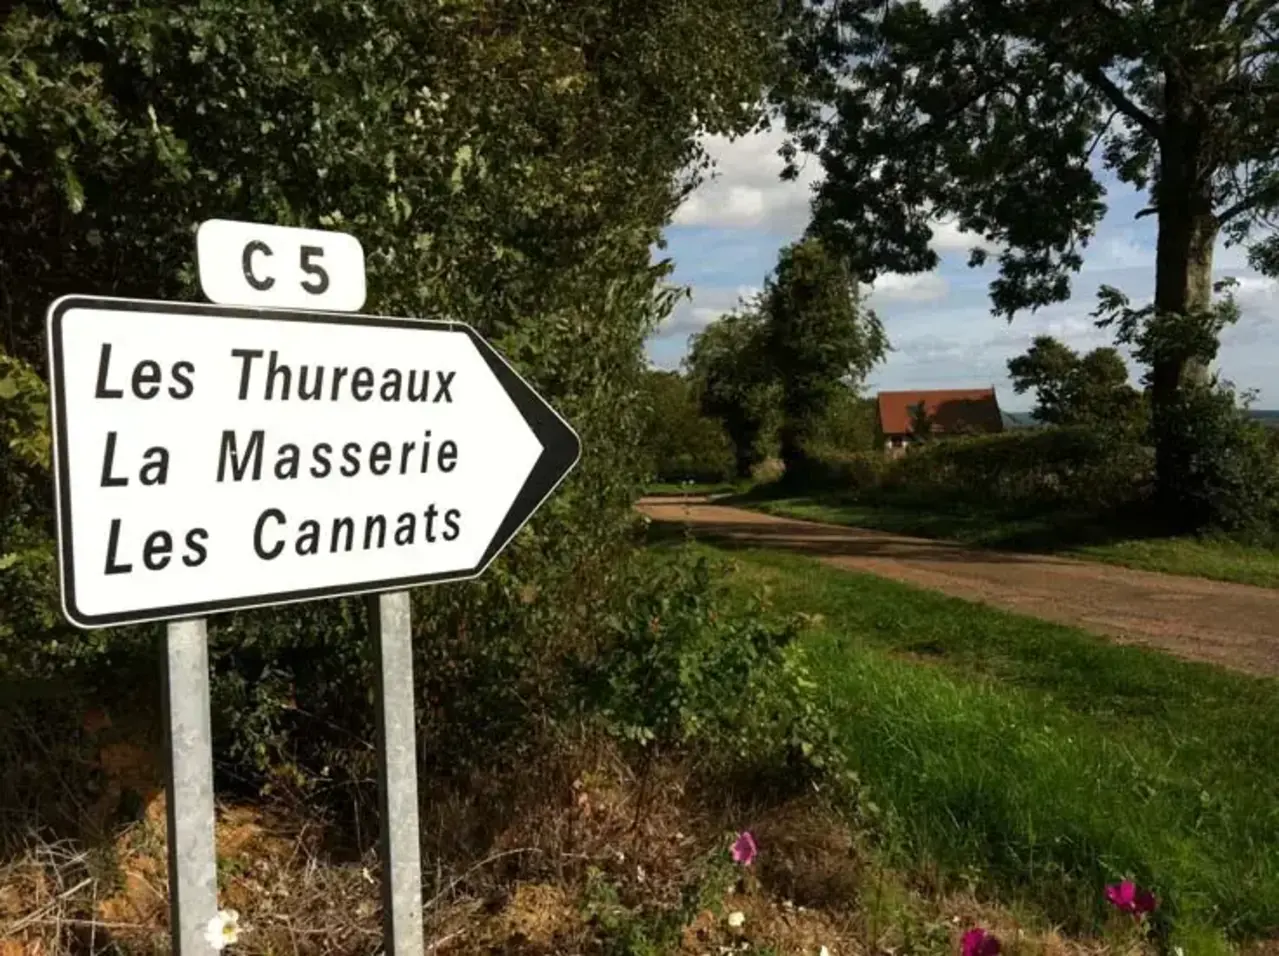 C 5
Les Thureaux
La Masserie
Les Cannats